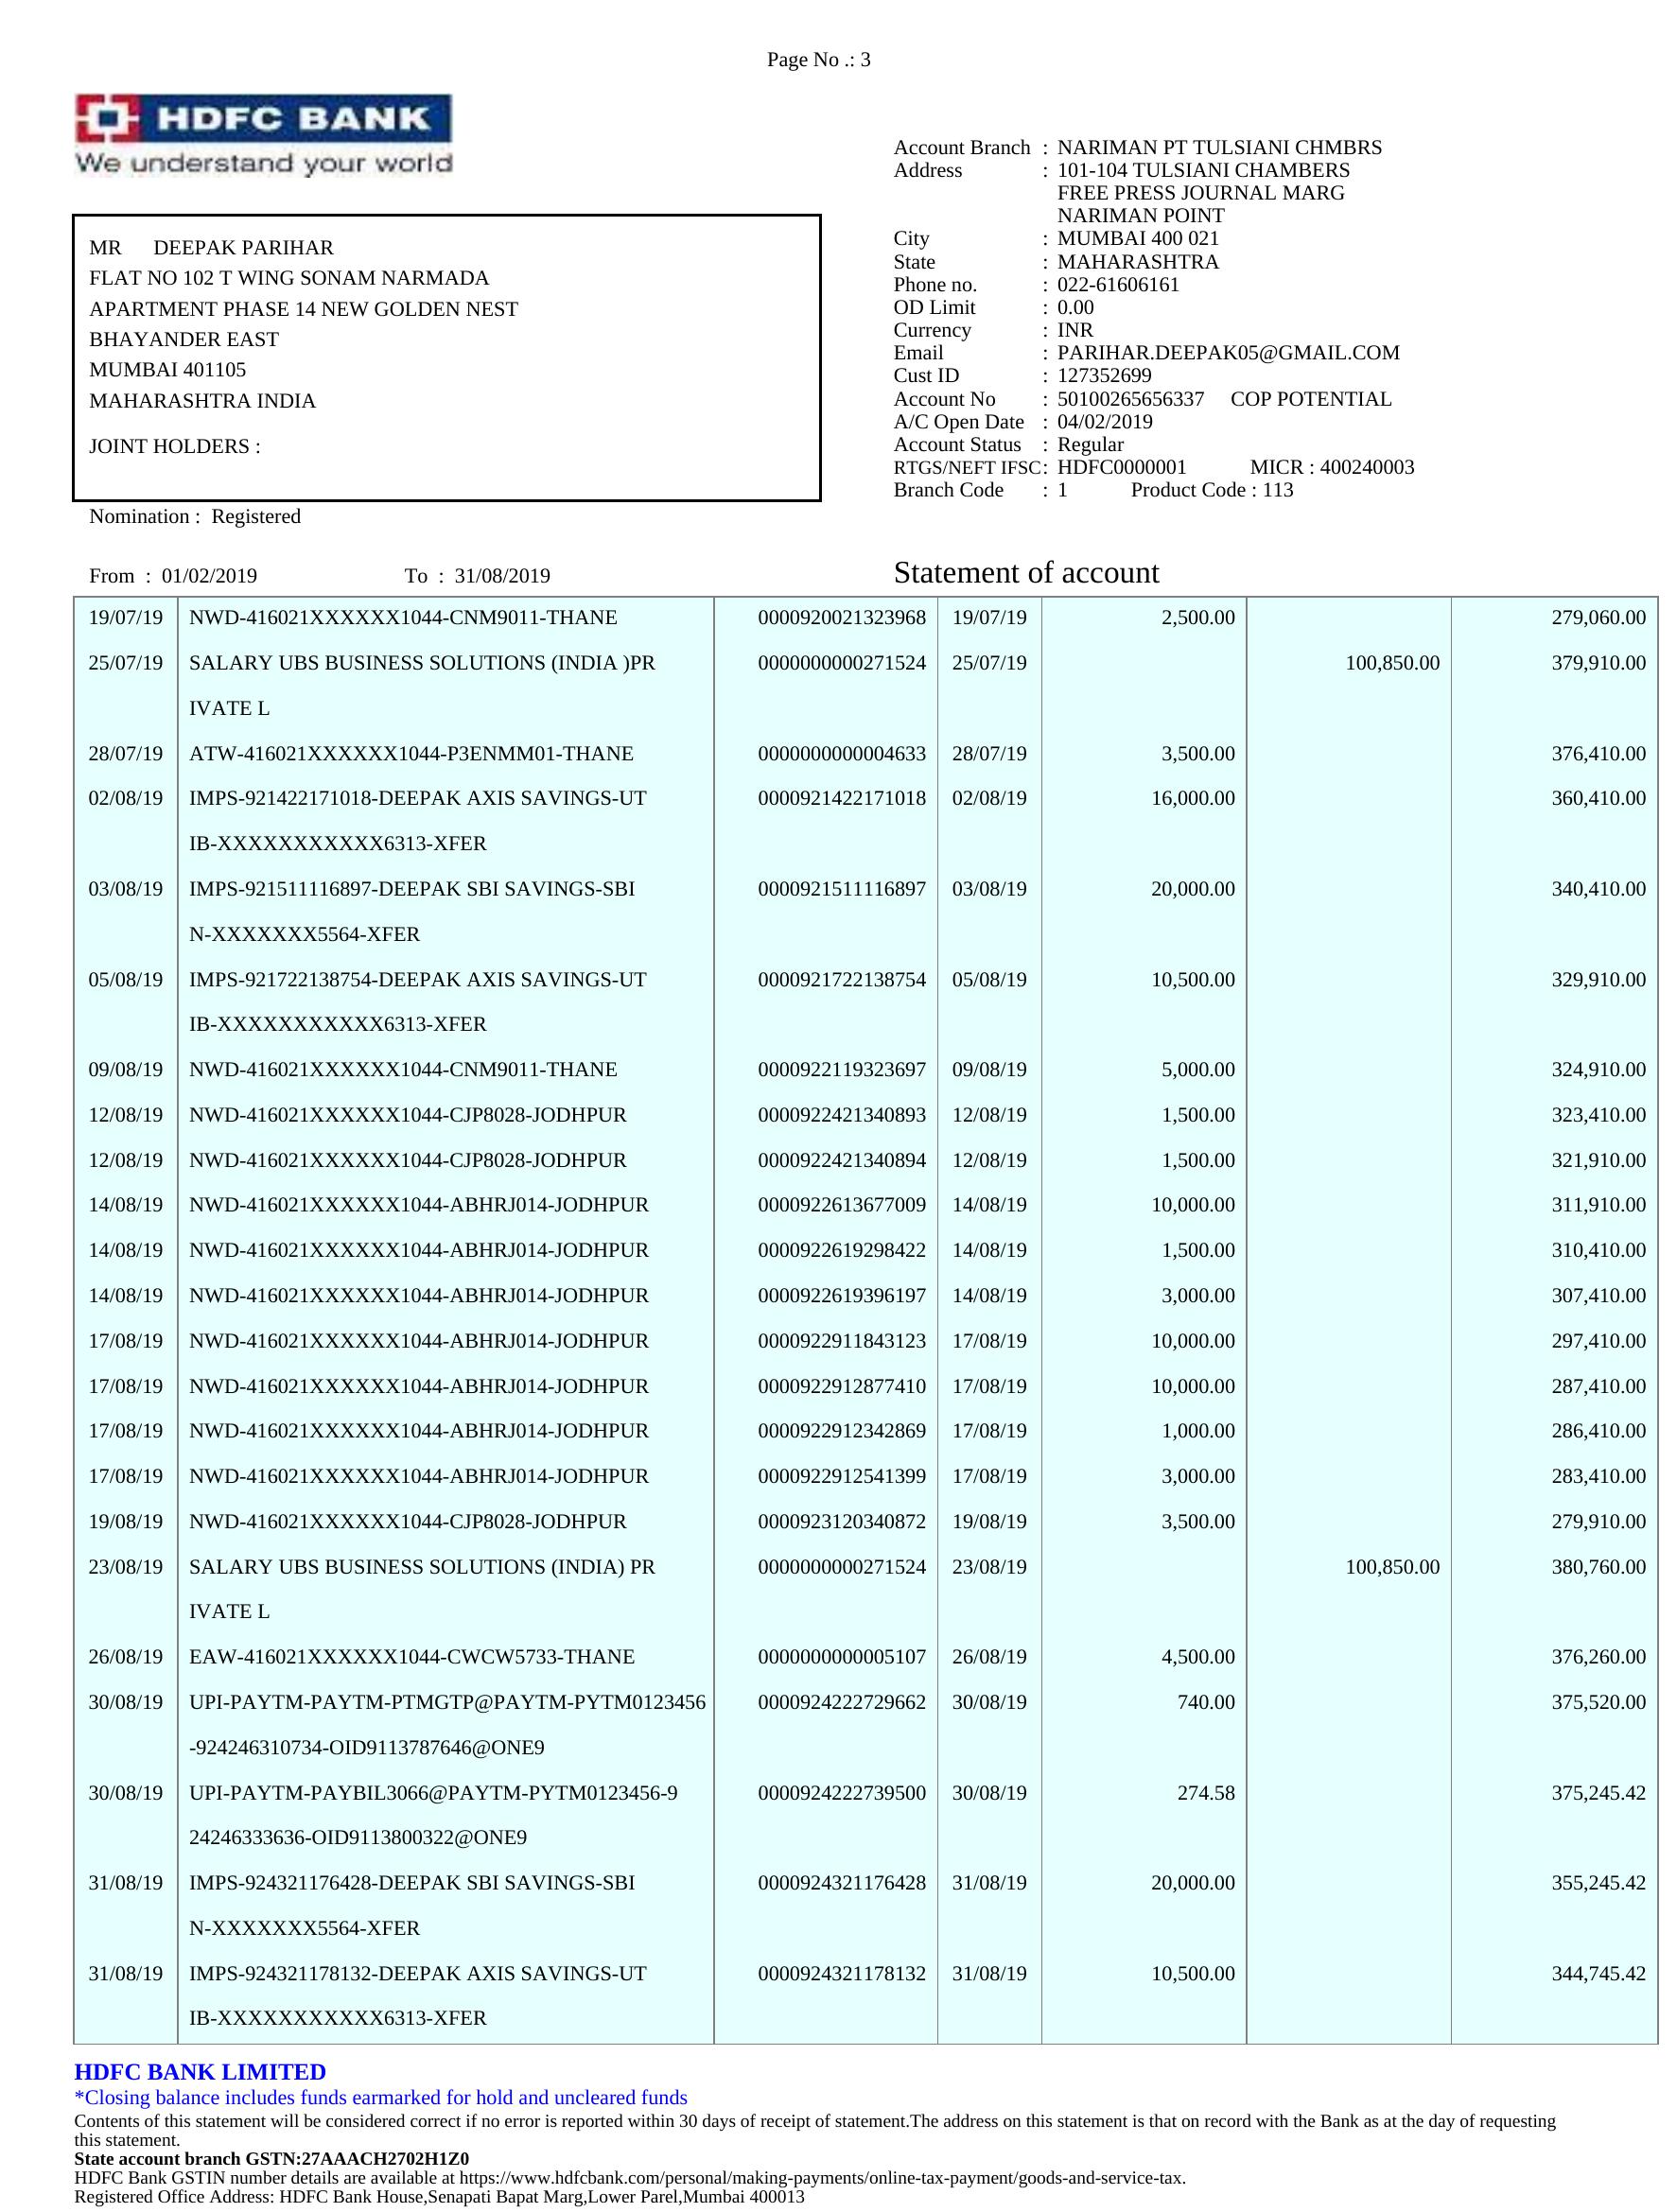 Page No .: 3
HDFC BANK
We understand your world
Account Branch : NARIMAN PT TULSIANI CHMBRS
Address : 101-104 TULSIANI CHAMBERS
FREE PRESS JOURNAL MARG
NARIMAN POINT
City : MUMBAI 400 021
State : MAHARASHTRA
Phone no. : 022-61606161
OD Limit : 0.00
Currency : INR
Email : PARIHAR.DEEPAK05@GMAIL.COM
Cust ID : 127352699
Account No : 50100265656337 COP POTENTIAL
A/C Open Date : 04/02/2019
Account Status : Regular
RTGS/NEFT IFSC : HDFC0000001 MICR : 400240003
Branch Code : 1 Product Code : 113
MR DEEPAK PARIHAR
FLAT NO 102 T WING SONAM NARMADA
APARTMENT PHASE 14 NEW GOLDEN NEST
BHAYANDER EAST
MUMBAI 401105
MAHARASHTRA INDIA
JOINT HOLDERS :
Nomination : Registered
From : 01/02/2019 To : 31/08/2019 Statement of account
19/07/19 NWD-416021XXXXXX1044-CNM9011-THANE 0000920021323968 19/07/19 2,500.00 279,060.00
25/07/19 SALARY UBS BUSINESS SOLUTIONS (INDIA )PR 0000000000271524 25/07/19 100,850.00 379,910.00
IVATE L
28/07/19 ATW-416021XXXXXX1044-P3ENMM01-THANE 0000000000004633 28/07/19 3,500.00 376,410.00
02/08/19 IMPS-921422171018-DEEPAK AXIS SAVINGS-UT 0000921422171018 02/08/19 16,000.00 360,410.00
IB-XXXXXXXXXXX6313-XFER
03/08/19 IMPS-921511116897-DEEPAK SBI SAVINGS-SBI 0000921511116897 03/08/19 20,000.00 340,410.00
N-XXXXXXX5564-XFER
05/08/19 IMPS-921722138754-DEEPAK AXIS SAVINGS-UT 0000921722138754 05/08/19 10,500.00 329,910.00
IB-XXXXXXXXXXX6313-XFER
09/08/19 NWD-416021XXXXXX1044-CNM9011-THANE 0000922119323697 09/08/19 5,000.00 324,910.00
12/08/19 NWD-416021XXXXXX1044-CJP8028-JODHPUR 0000922421340893 12/08/19 1,500.00 323,410.00
12/08/19 NWD-416021XXXXXX1044-CJP8028-JODHPUR 0000922421340894 12/08/19 1,500.00 321,910.00
14/08/19 NWD-416021XXXXXX1044-ABHRJ014-JODHPUR 0000922613677009 14/08/19 10,000.00 311,910.00
14/08/19 NWD-416021XXXXXX1044-ABHRJ014-JODHPUR 0000922619298422 14/08/19 1,500.00 310,410.00
14/08/19 NWD-416021XXXXXX1044-ABHRJ014-JODHPUR 0000922619396197 14/08/19 3,000.00 307,410.00
17/08/19 NWD-416021XXXXXX1044-ABHRJ014-JODHPUR 0000922911843123 17/08/19 10,000.00 297,410.00
17/08/19 NWD-416021XXXXXX1044-ABHRJ014-JODHPUR 0000922912877410 17/08/19 10,000.00 287,410.00
17/08/19 NWD-416021XXXXXX1044-ABHRJ014-JODHPUR 0000922912342869 17/08/19 1,000.00 286,410.00
17/08/19 NWD-416021XXXXXX1044-ABHRJ014-JODHPUR 0000922912541399 17/08/19 3,000.00 283,410.00
19/08/19 NWD-416021XXXXXX1044-CJP8028-JODHPUR 0000923120340872 19/08/19 3,500.00 279,910.00
23/08/19 SALARY UBS BUSINESS SOLUTIONS (INDIA) PR 0000000000271524 23/08/19 100,850.00 380,760.00
IVATE L
26/08/19 EAW-416021XXXXXX1044-CWCW5733-THANE 0000000000005107 26/08/19 4,500.00 376,260.00
30/08/19 UPI-PAYTM-PAYTM-PTMGTP@PAYTM-PYTM0123456 0000924222729662 30/08/19 740.00 375,520.00
-924246310734-OID9113787646@ONE9
30/08/19 UPI-PAYTM-PAYBIL3066@PAYTM-PYTM0123456-9 0000924222739500 30/08/19 274.58 375,245.42
24246333636-OID9113800322@ONE9
31/08/19 IMPS-924321176428-DEEPAK SBI SAVINGS-SBI 0000924321176428 31/08/19 20,000.00 355,245.42
N-XXXXXXX5564-XFER
31/08/19 IMPS-924321178132-DEEPAK AXIS SAVINGS-UT 0000924321178132 31/08/19 10,500.00 344,745.42
IB-XXXXXXXXXXX6313-XFER
HDFC BANK LIMITED
*Closing balance includes funds earmarked for hold and uncleared funds
Contents of this statement will be considered correct if no error is reported within 30 days of receipt of statement.The address on this statement is that on record with the Bank as at the day of requesting
this statement.
State account branch GSTN:27AAACH2702H1Z0
HDFC Bank GSTIN number details are available at https://www.hdfcbank.com/personal/making-payments/online-tax-payment/goods-and-service-tax.
Registered Office Address: HDFC Bank House,Senapati Bapat Marg,Lower Parel,Mumbai 400013